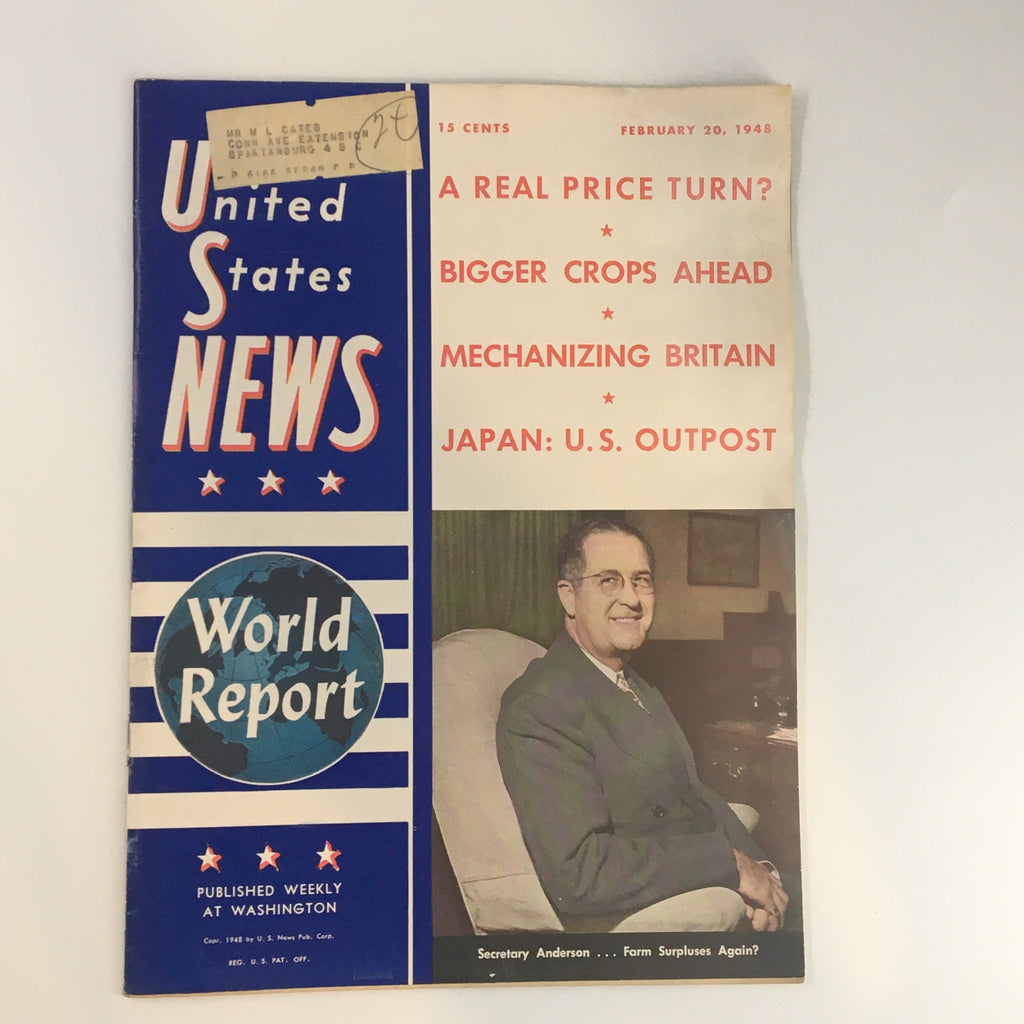 MR M L CATES
CONN AVE EXTENSION
SPARTANBURG 4 S C
United
States
NEWS
World
Report
PUBLISHED WEEKLY
AT WASHINGTON
Copr. 1948 by U. S. News Pub. Corp.
REG. U. S. PAT. OFF.
15 CENTS FEBRUARY 20, 1948
A REAL PRICE TURN?
BIGGER CROPS AHEAD
MECHANIZING BRITAIN
JAPAN: U.S. OUTPOST
Secretary Anderson . . . Farm Surpluses Again?